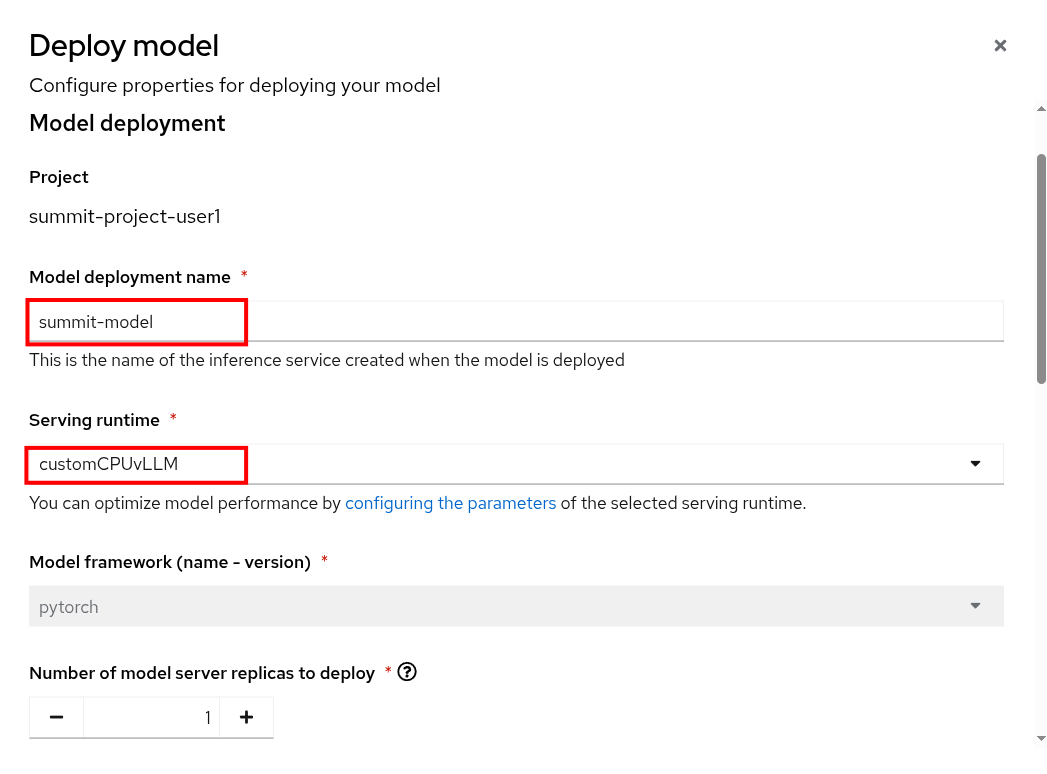 Deploy model
Configure properties for deploying your model
Model deployment
Project
summit-project-user1
Model deployment name *
summit-model
This is the name of the inference service created when the model is deployed
Serving runtime *
customCPUvLLM
You can optimize model performance by configuring the parameters of the selected serving runtime.
Model framework (name - version) *
pytorch
Number of model server replicas to deploy *
1